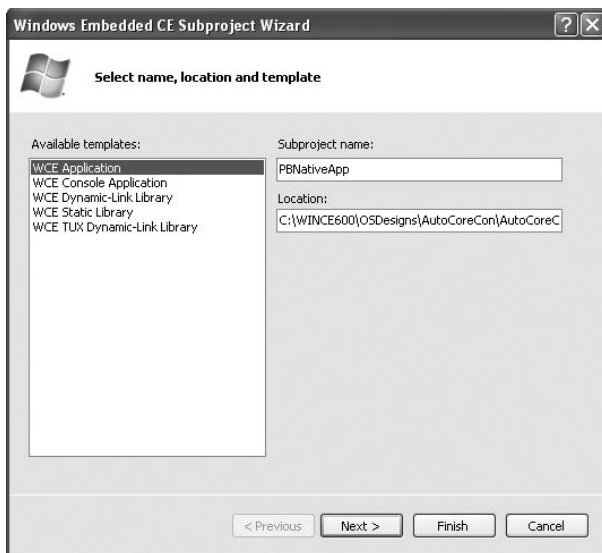 Windows Embedded CE Subproject Wizard
Select name, location and template
Available templates:
WCE Application
WCE Console Application
WCE Dynamic-Link Library
WCE Static Library
WCE TUX Dynamic-Link Library
Subproject name:
PBNativeApp
Location:
C:\WINCE600\OSDesigns\AutoCoreCon\AutoCoreC
< Previous
Next >
Finish
Cancel